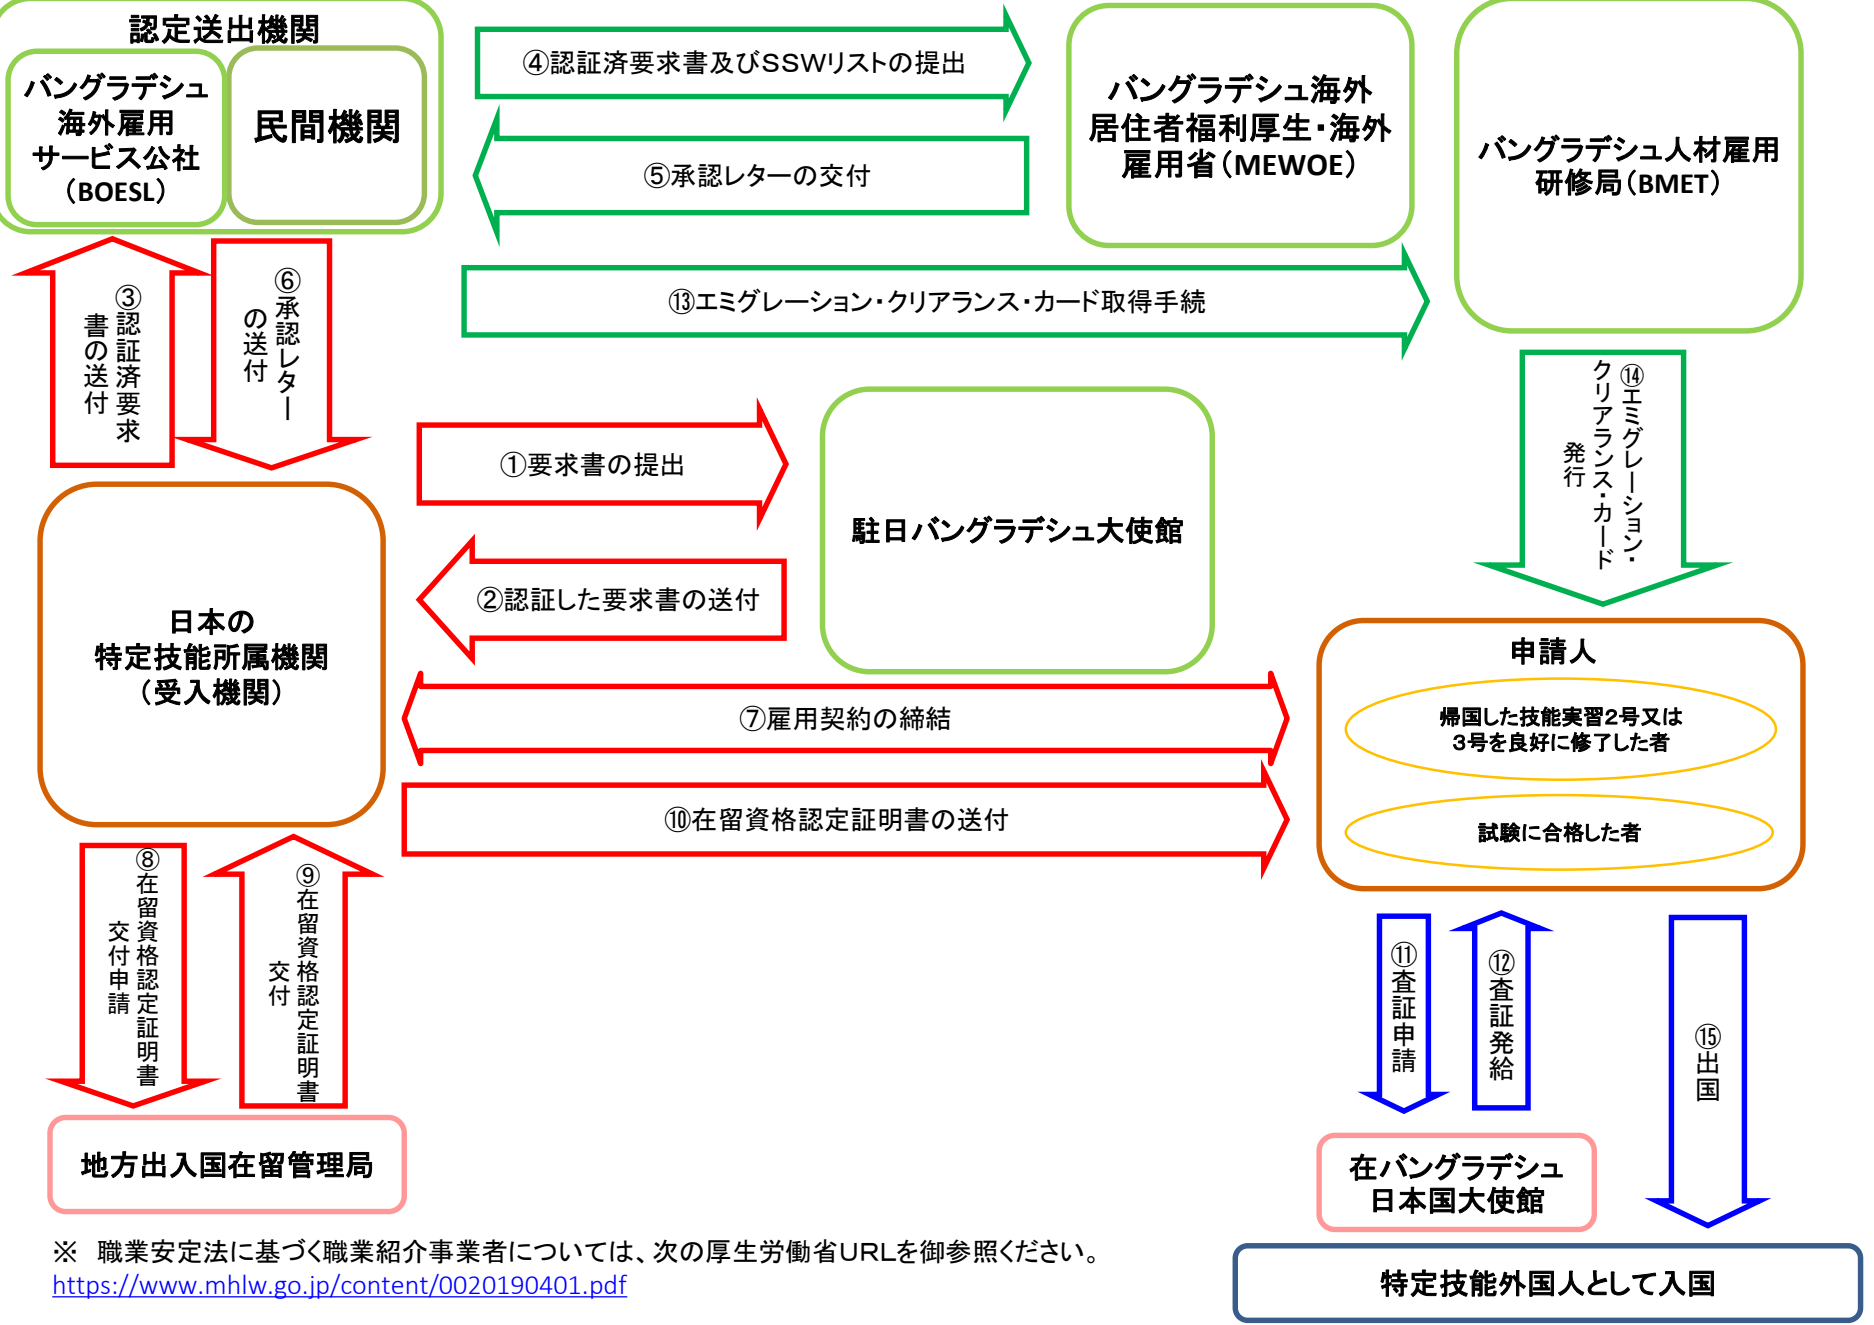 認定送出機関
バングラデシュ
海外雇用
サービス公社
（BOESL）
民間機関
④認証済要求書及びSSWリストの提出
⑤承認レターの交付
バングラデシュ海外
居住者福利厚生・海外
雇用省（MEWOE）
バングラデシュ人材雇用
研修局（BMET）
⑬エミグレーション・クリアランス・カード取得手続
③認証済要求
書の送付
⑥承認レター
の送付
①要求書の提出
②認証した要求書の送付
駐日バングラデシュ大使館
⑭エミグレーション・
クリアランス・カード
発行
日本の
特定技能所属機関
（受入機関）
⑦雇用契約の締結
⑩在留資格認定証明書の送付
申請人
帰国した技能実習２号又は
３号を良好に修了した者
試験に合格した者
⑧在留資格認定証明書
交付申請
⑨在留資格認定証明書
交付
⑪査証申請
⑫査証発給
⑮出国
地方出入国在留管理局
在バングラデシュ
日本国大使館
※　職業安定法に基づく職業紹介事業者については、次の厚生労働省URLを御参照ください。
https://www.mhlw.go.jp/content/0020190401.pdf
特定技能外国人として入国